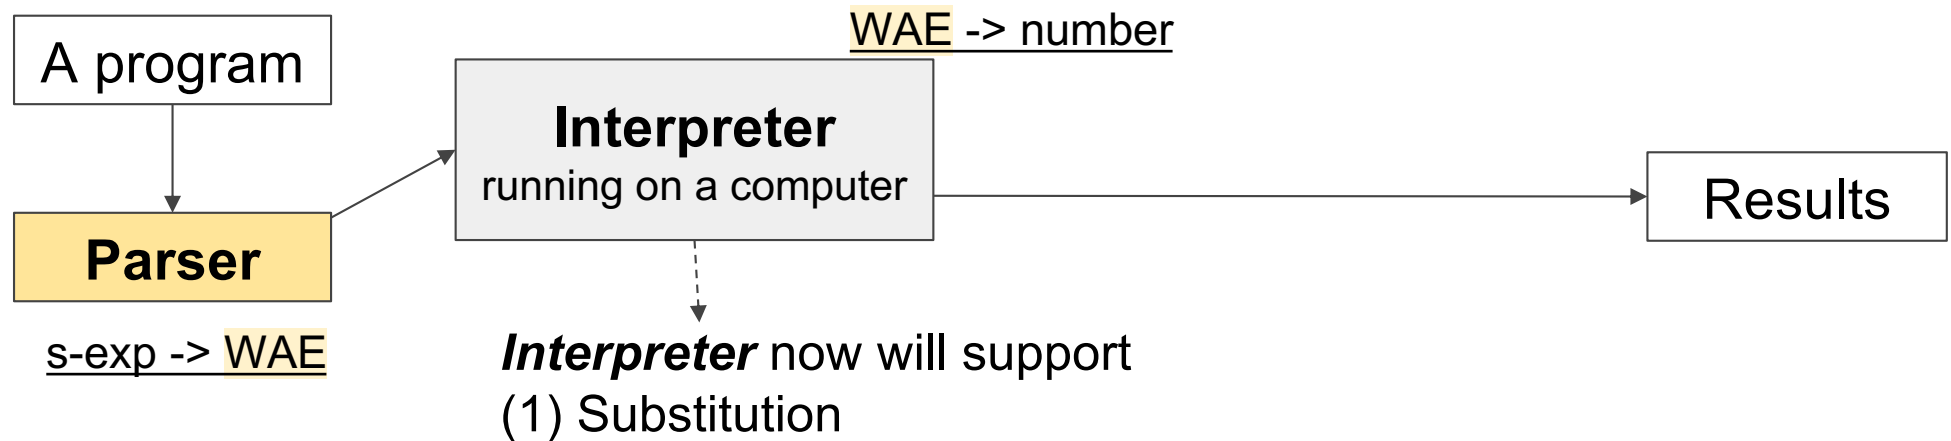 WAE -> number
A program
Interpreter
running on a computer
Results
Parser
s-exp -> WAE
Interpreter now will support
(1) Substitution